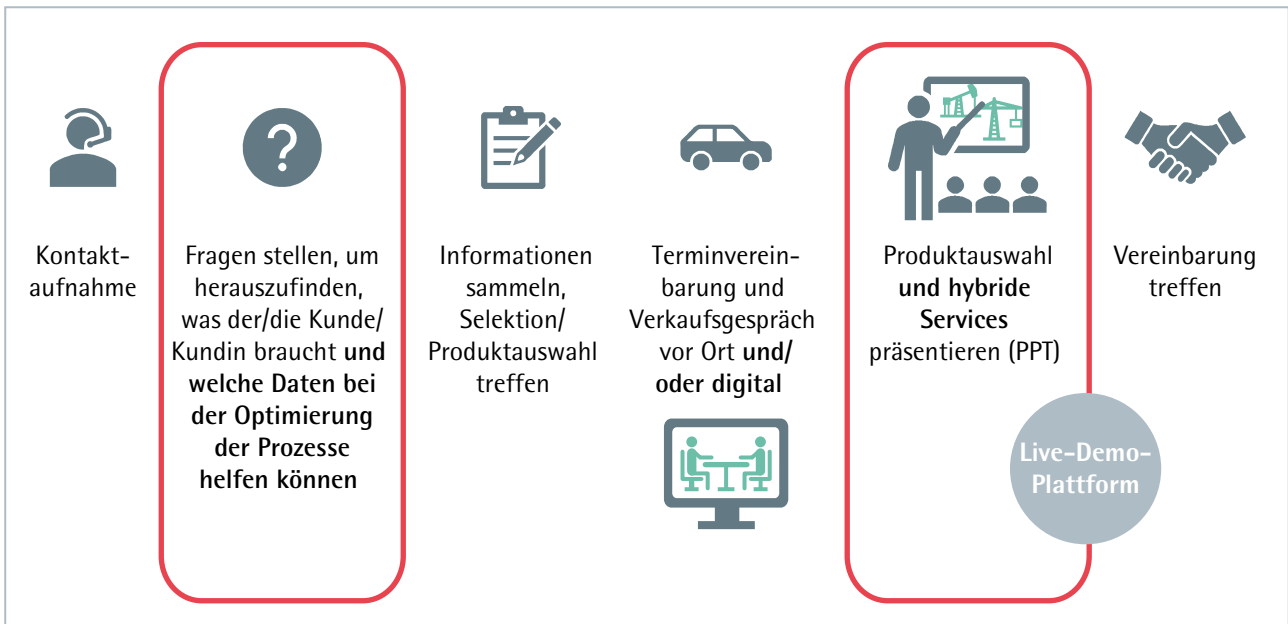 Kontakt-
aufnahme
Fragen stellen, um
herauszufinden,
was der/die Kunde/
Kundin braucht und
welche Daten bei
der Optimierung
der Prozesse
helfen können
Informationen
sammeln,
Selektion/
Produktauswahl
treffen
Terminverein-
barung und
Verkaufsgespräch
vor Ort und/
oder digital
Produktauswahl
und hybride
Services
präsentieren (PPT)
Live-Demo-
Plattform
Vereinbarung
treffen
?